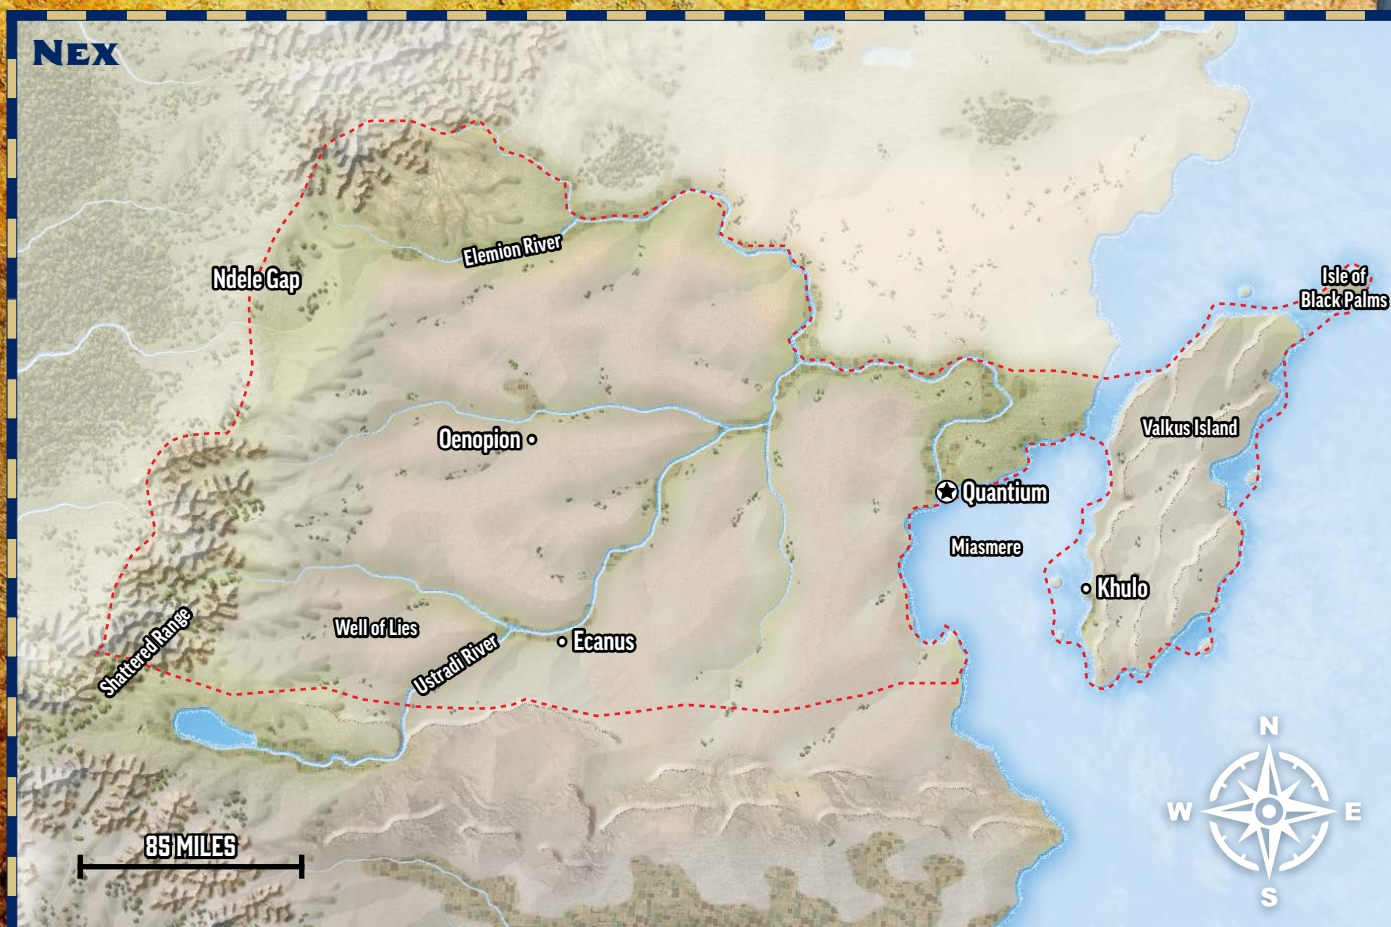 NEX
Elemion River
Ndele Gap
Isle of
Black Palms
Valkus Island
Oenopion
Quantium
Miasmere
Khulo
Well of Lies
Ecanus
Shattered Range
Ustradi River
N
W
E
S
85 MILES